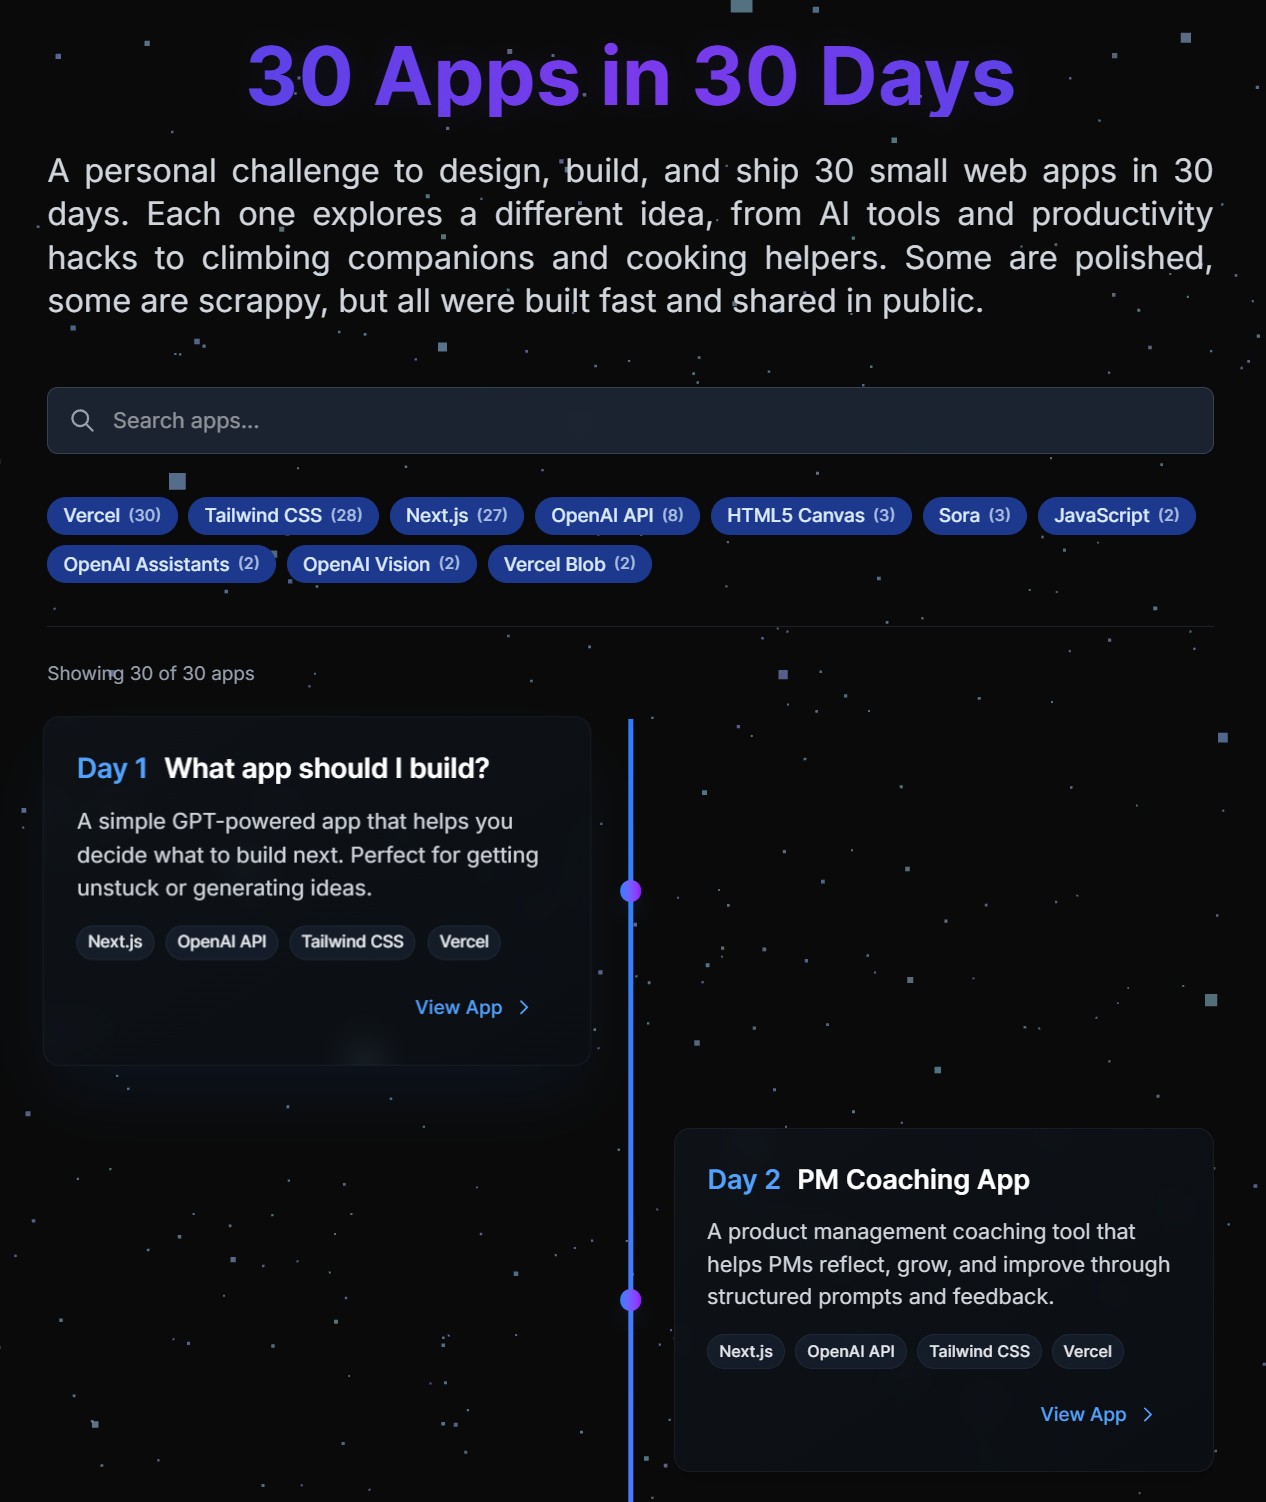 30 Apps in 30 Days
A personal challenge to design, build, and ship 30 small web apps in 30
days. Each one explores a different idea, from AI tools and productivity
hacks to climbing companions and cooking helpers. Some are polished,
some are scrappy, but all were built fast and shared in public.
Search apps...
Vercel (30) Tailwind CSS (28) Next.js (27) OpenAI API (8) HTML5 Canvas (3) Sora (3) JavaScript (2)
OpenAI Assistants (2) OpenAI Vision (2) Vercel Blob (2)
Showing 30 of 30 apps
Day 1 What app should I build?
A simple GPT-powered app that helps you
decide what to build next. Perfect for getting
unstuck or generating ideas.
Next.js OpenAI API Tailwind CSS Vercel
View App
Day 2 PM Coaching App
A product management coaching tool that
helps PMs reflect, grow, and improve through
structured prompts and feedback.
Next.js OpenAI API Tailwind CSS Vercel
View App